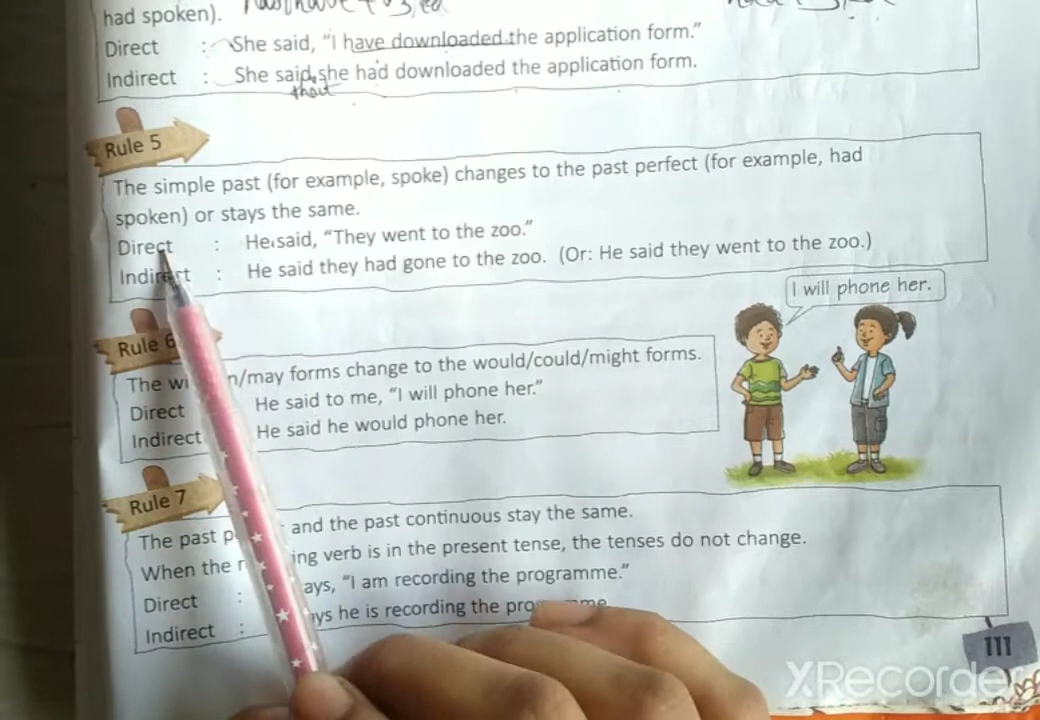 had spoken).
Direct : She said, "I have downloaded the application form."
Indirect : She said, she had downloaded the application form.
that
Rule 5
The simple past (for example, spoke) changes to the past perfect (for example, had
spoken) or stays the same.
Direct : He said, "They went to the zoo."
Indirect : He said they had gone to the zoo. (Or: He said they went to the zoo.)
I will phone her.
Rule 6
The wi n/may forms change to the would/could/might forms.
Direct He said to me, "I will phone her."
Indirect He said he would phone her.
Rule 7
The past p and the past continuous stay the same.
When the r ing verb is in the present tense, the tenses do not change.
Direct : ays, "I am recording the programme."
Indirect : ys he is recording the programme
111
XRecorder